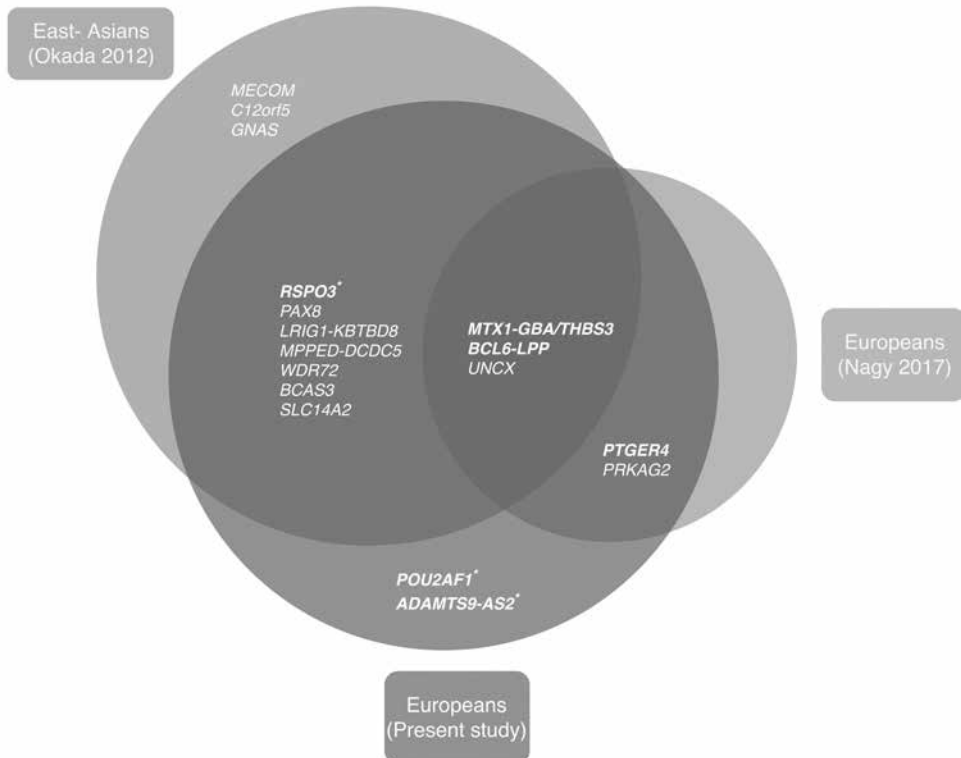 East- Asians
(Okada 2012)
MECOM
C12orf5
GNAS
RSPO3*
PAX8
LRIG1-KBTBD8
MPPED-DCDC5
WDR72
BCAS3
SLC14A2
MTX1-GBA/THBS3
BCL6-LPP
UNCX
Europeans
(Nagy 2017)
PTGER4
PRKAG2
POU2AF1*
ADAMTS9-AS2*
Europeans
(Present study)